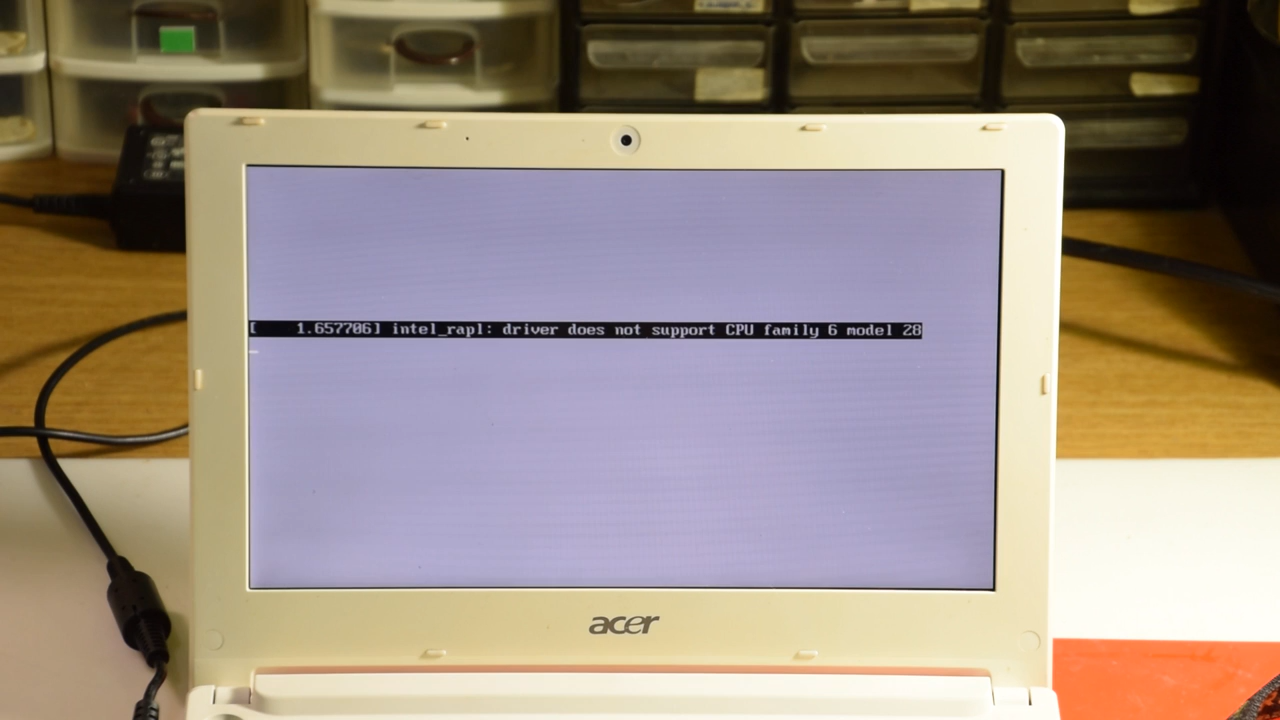 [    1.657706] intel_rapl: driver does not support CPU family 6 model 28
acer